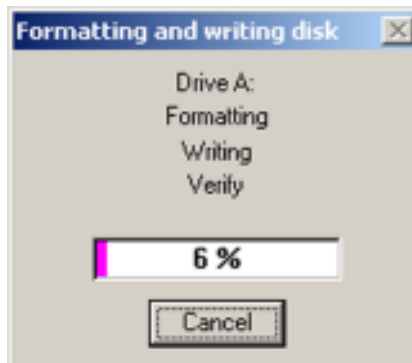 Formatting and writing disk
Drive A:
Formatting
Writing
Verify
6 %
Cancel